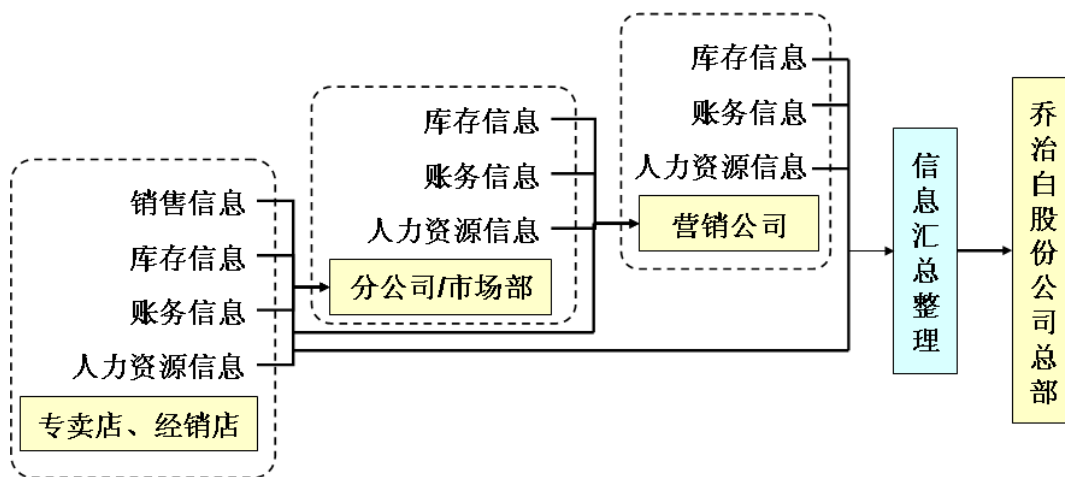 销售信息
库存信息
账务信息
人力资源信息
专卖店、经销店
库存信息
账务信息
人力资源信息
分公司/市场部
库存信息
账务信息
人力资源信息
营销公司
信息汇总整理
乔治白股份公司总部